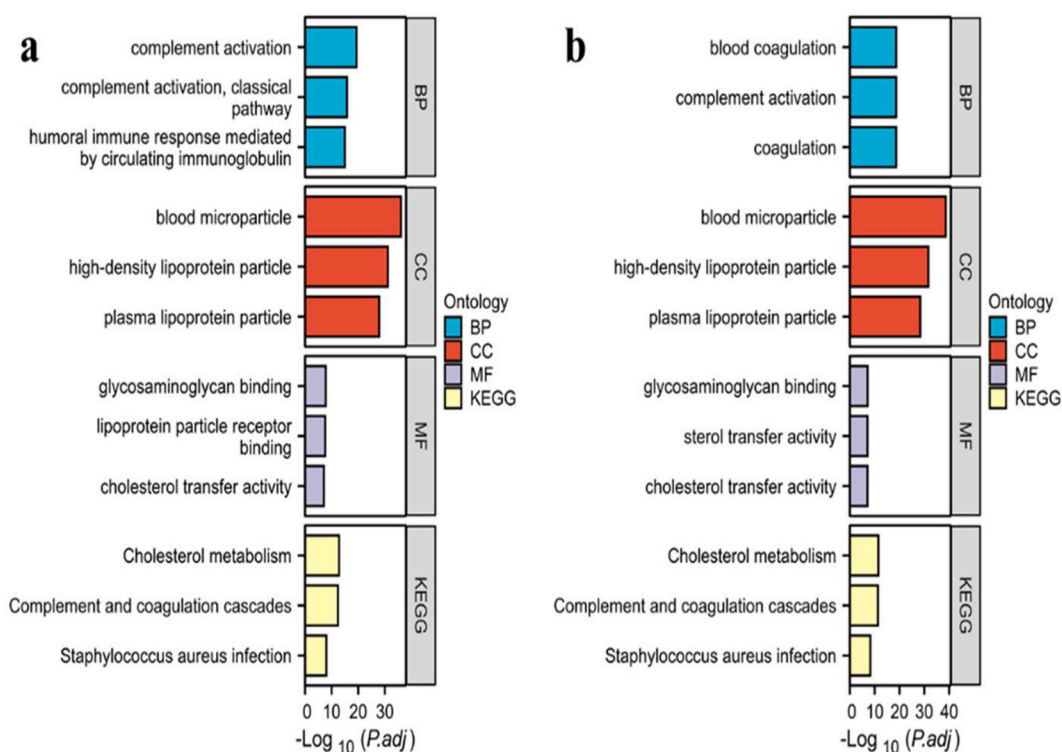 a
complement activation
complement activation, classical
pathway
humoral immune response mediated
by circulating immunoglobulin
BP
blood microparticle
high-density lipoprotein particle
plasma lipoprotein particle
CC
glycosaminoglycan binding
lipoprotein particle receptor
binding
cholesterol transfer activity
MF
Cholesterol metabolism
Complement and coagulation cascades
Staphylococcus aureus infection
KEGG
0 10 20 30
-Log 10 (P.adj)
Ontology
BP
CC
MF
KEGG
b
blood coagulation
complement activation
coagulation
BP
blood microparticle
high-density lipoprotein particle
plasma lipoprotein particle
CC
glycosaminoglycan binding
sterol transfer activity
cholesterol transfer activity
MF
Cholesterol metabolism
Complement and coagulation cascades
Staphylococcus aureus infection
KEGG
0 10 20 30 40
-Log 10 (P.adj)
Ontology
BP
CC
MF
KEGG